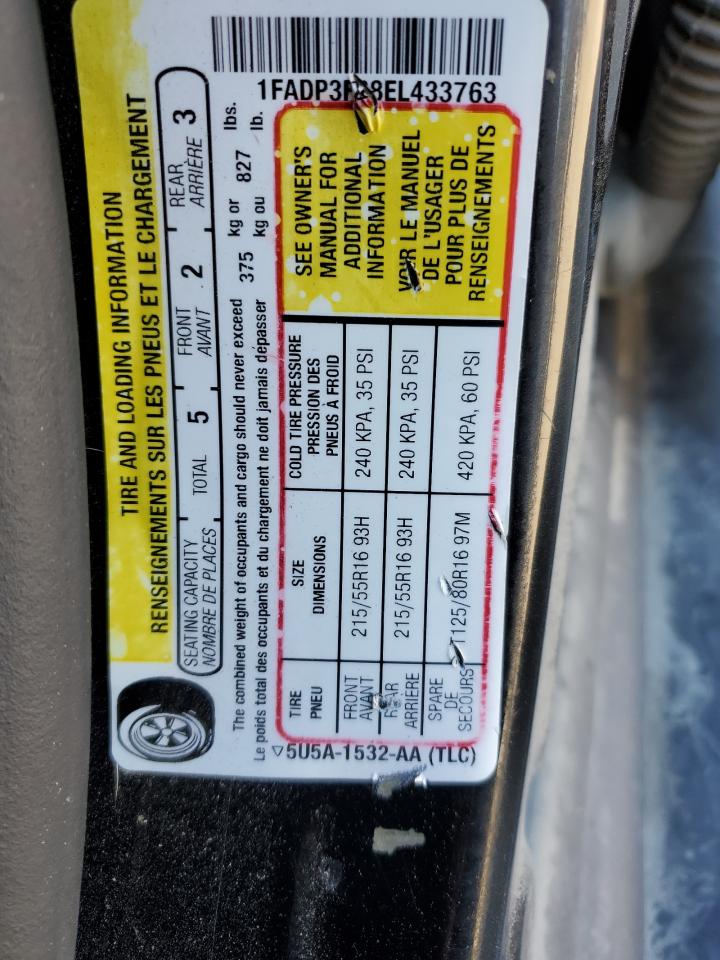 TIRE AND LOADING INFORMATION
RENSEIGNEMENTS SUR LES PNEUS ET LE CHARGEMENT
SEATING CAPACITY TOTAL 5 FRONT 2 REAR 3
NOMBRE DE PLACES AVANT ARRIÈRE
The combined weight of occupants and cargo should never exceed 375 kg or 827 lbs.
Le poids total des occupants et du chargement ne doit jamais dépasser kg ou lb.
TIRE SIZE COLD TIRE PRESSURE
PNEU DIMENSIONS PRESSION DES
PNEUS À FROID
FRONT 215/55R16 93H 240 KPA, 35 PSI
AVANT
REAR 215/55R16 93H 240 KPA, 35 PSI
ARRIÈRE
SPARE T125/80R16 97M 420 KPA, 60 PSI
DE
SECOURS
SEE OWNER'S
MANUAL FOR
ADDITIONAL
INFORMATION
VOIR LE MANUEL
DE L'USAGER
POUR PLUS DE
RENSEIGNEMENTS
5U5A-1532-AA (TLC)